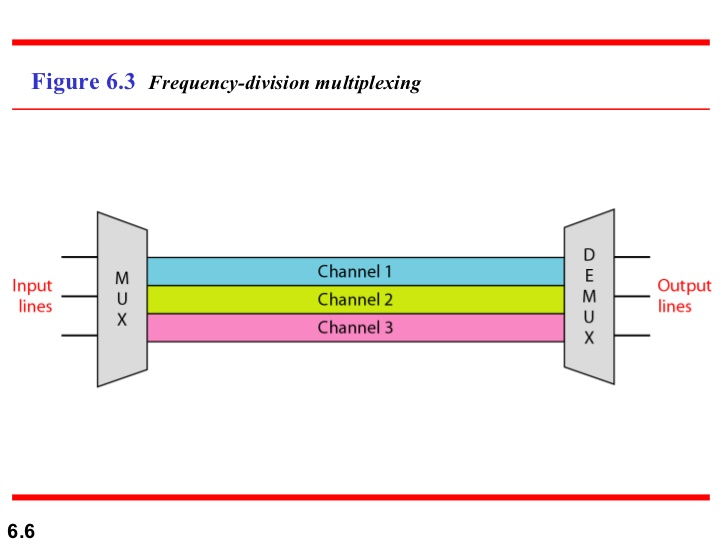 Figure 6.3 Frequency-division multiplexing
Input
lines
M
U
X
Channel 1
Channel 2
Channel 3
D
E
M
U
X
Output
lines
6.6